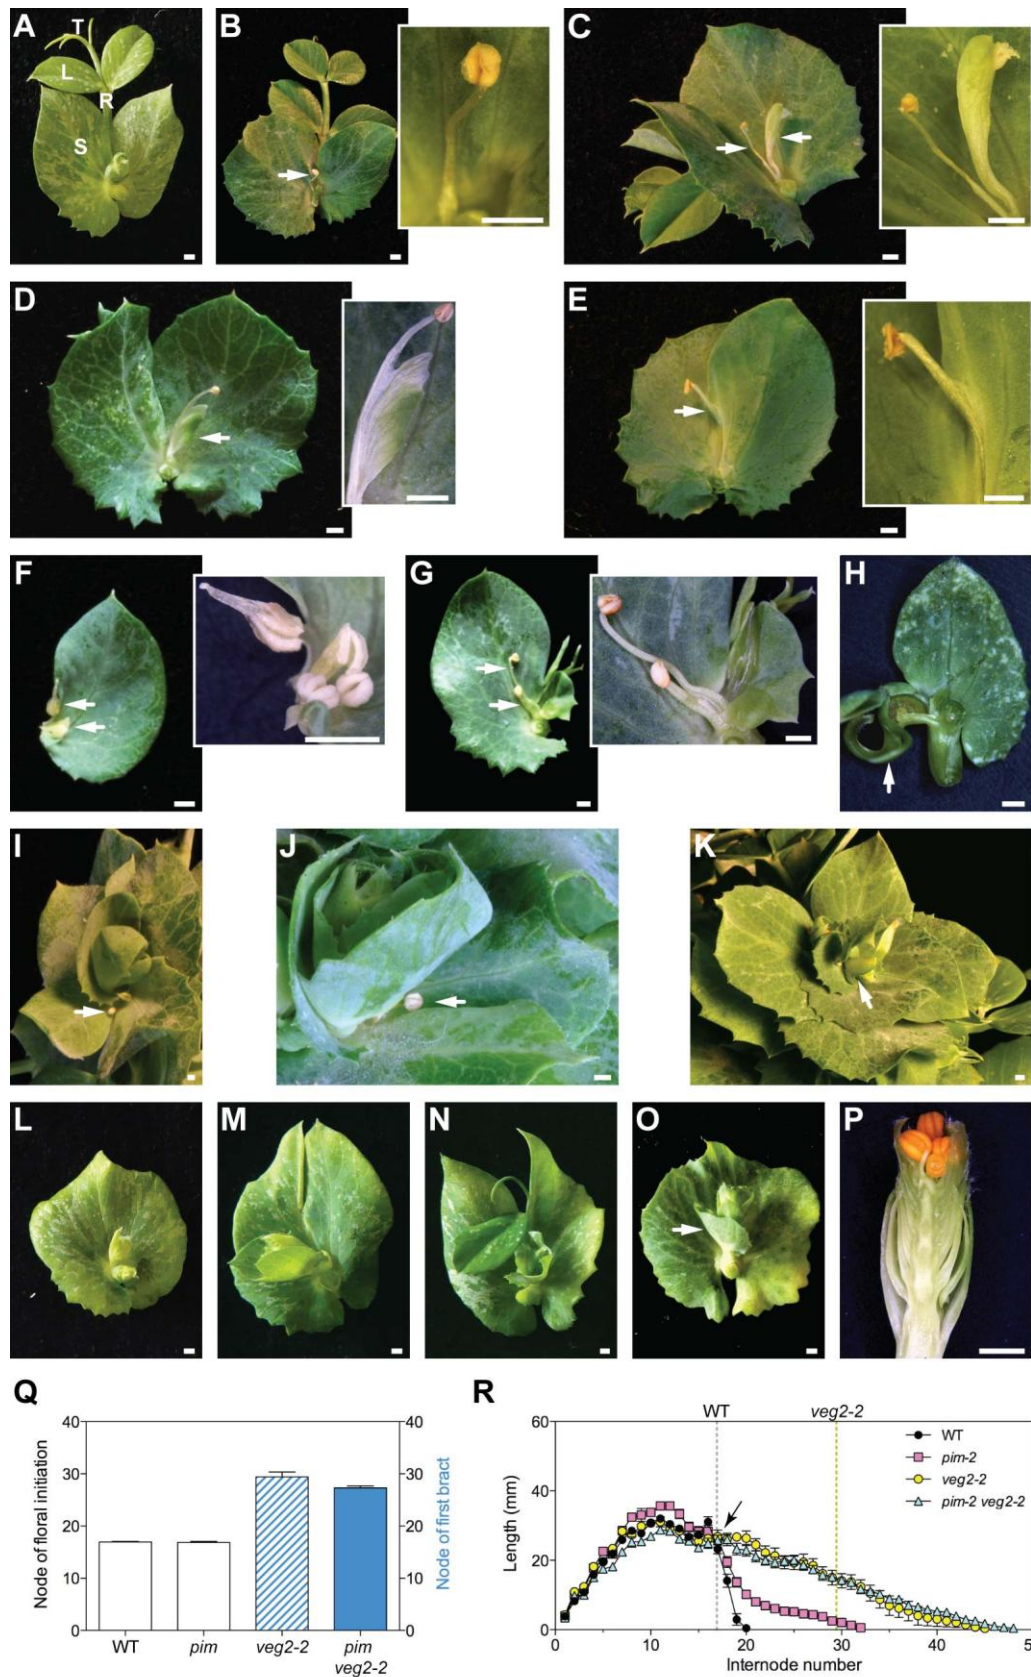 A
T
L
R
S
B
C
D
E
F
G
H
I
J
K
L
M
N
O
P
Q
40
30
20
10
0
Node of floral initiation
40
30
20
10
0
Node of first bract
WT
pim
veg2-2
pim
veg2-2
R
WT
veg2-2
WT
pim-2
veg2-2
pim-2 veg2-2
60
40
20
0
Length (mm)
0
10
20
30
40
50
Internode number